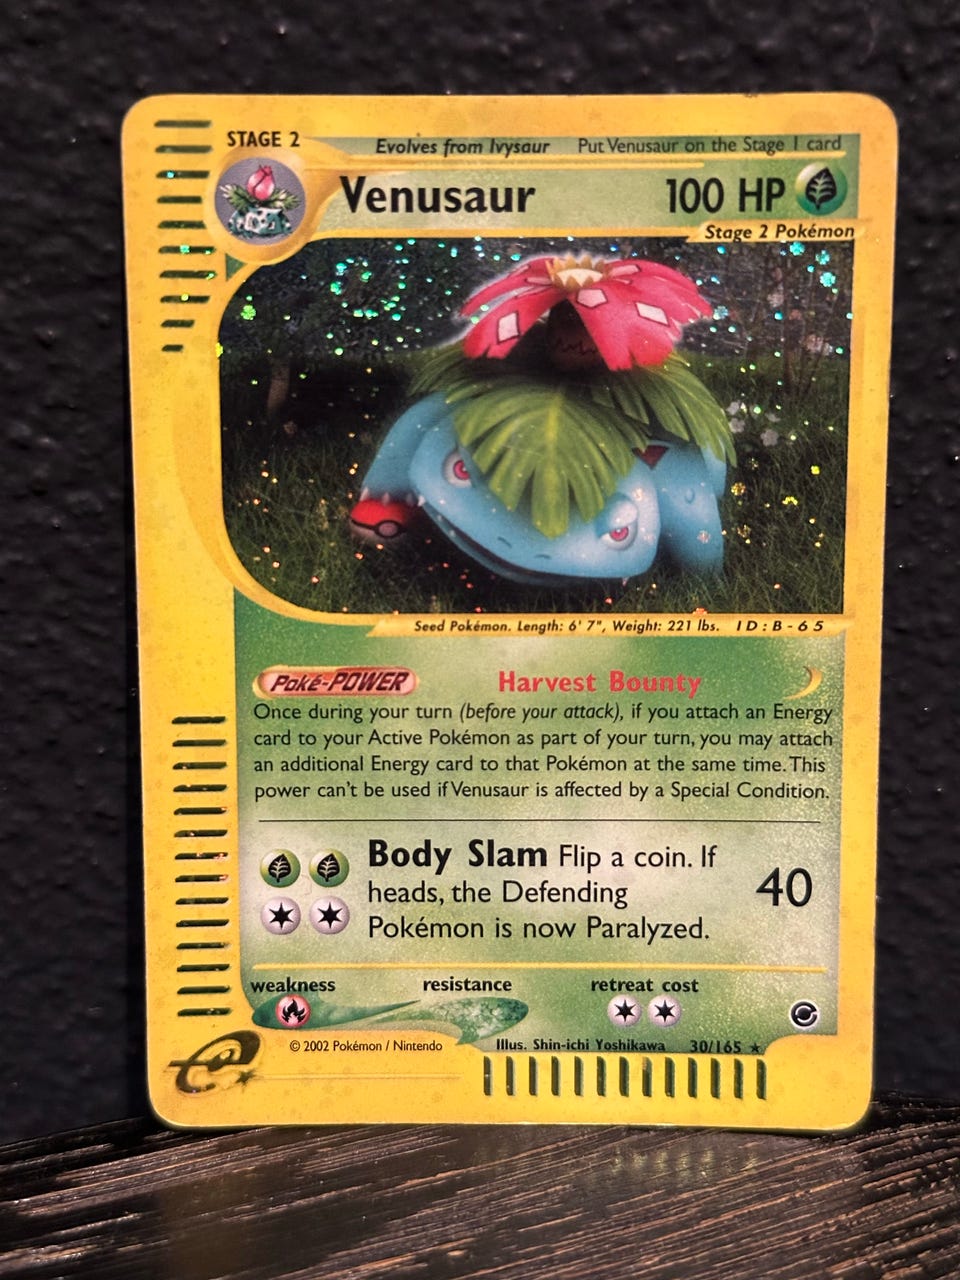 STAGE 2
Evolves from Ivysaur Put Venusaur on the Stage 1 card
Venusaur 100 HP
Stage 2 Pokémon
Seed Pokémon. Length: 6' 7", Weight: 221 lbs. ID: B-65
Poké-POWER Harvest Bounty
Once during your turn (before your attack), if you attach an Energy
card to your Active Pokémon as part of your turn, you may attach
an additional Energy card to that Pokémon at the same time. This
power can't be used if Venusaur is affected by a Special Condition.
Body Slam Flip a coin. If
heads, the Defending
Pokémon is now Paralyzed.
40
weakness resistance retreat cost
© 2002 Pokémon / Nintendo Illus. Shin-ichi Yoshikawa 30/165 ★
e